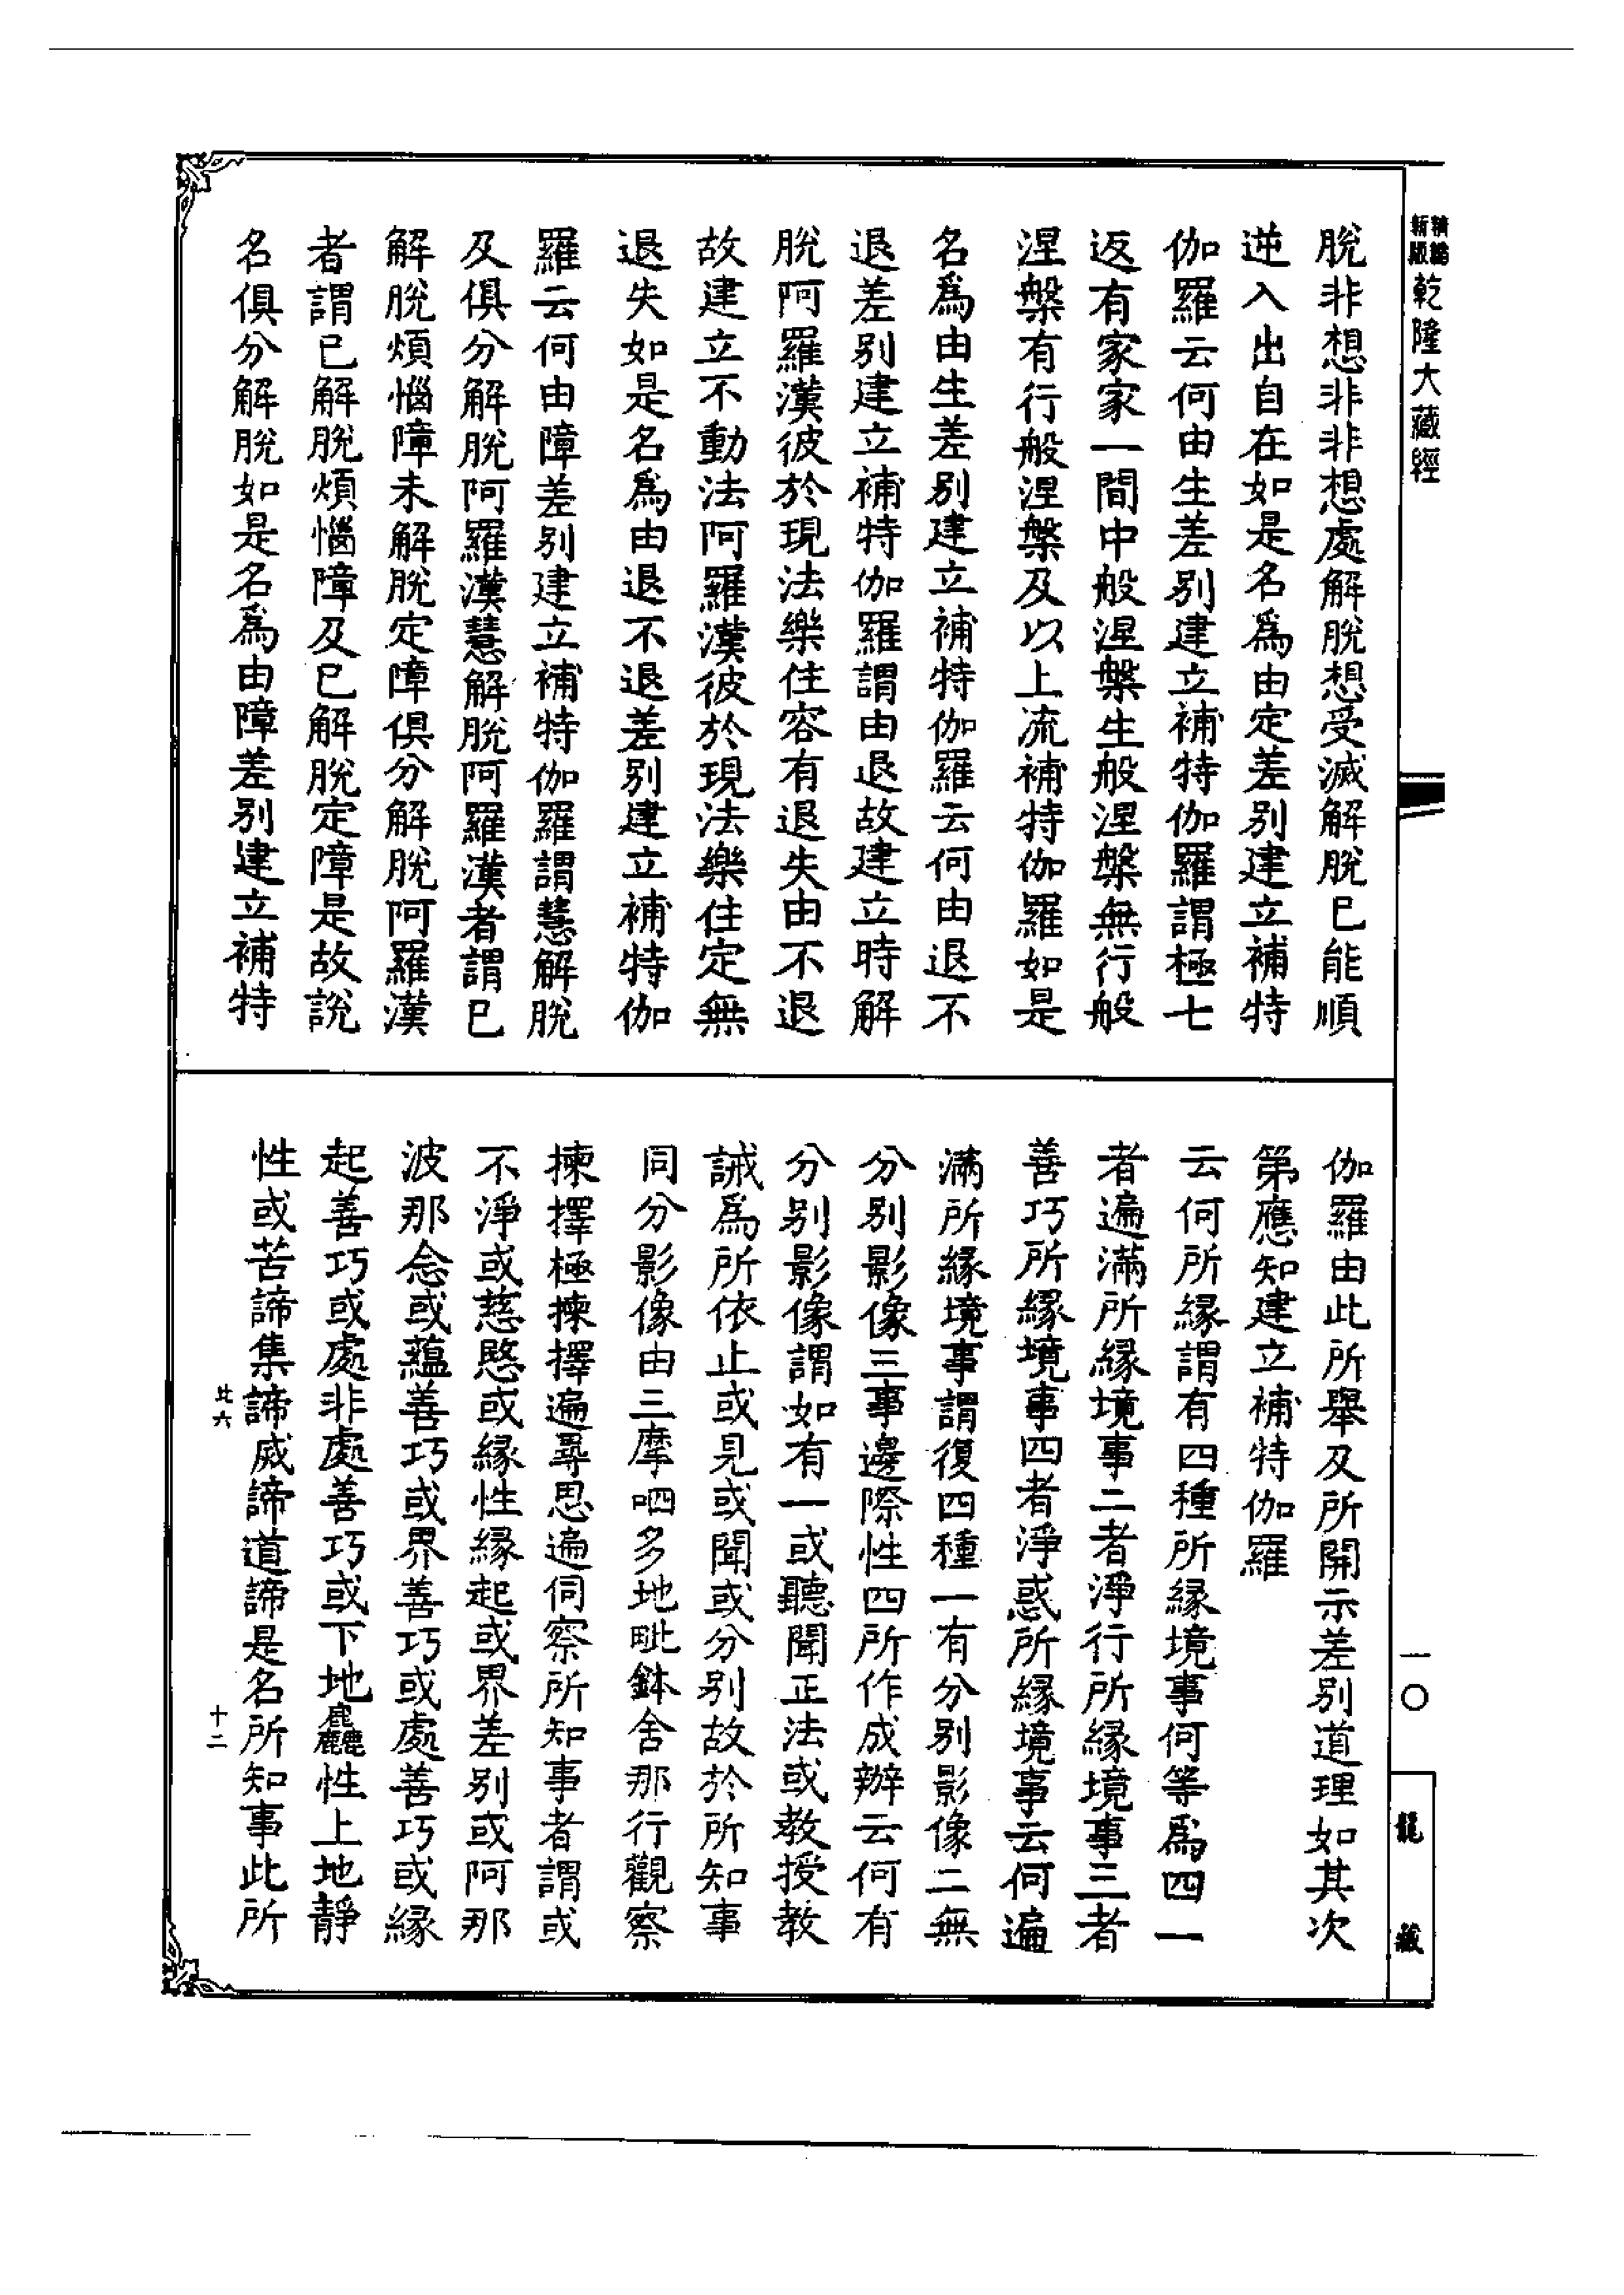 新版精編
乾隆大藏經
脫非想非非想處解脫想受滅解脫已能順
逆入出自在如是名為由定差別建立補特
伽羅云何由生差別建立補特伽羅謂極七
返有家家一間中般涅槃生般涅槃無行般
涅槃有行般涅槃及以上流補特伽羅如是
名為由生差別建立補特伽羅云何由退不
退差別建立補特伽羅謂由退故建立時解
脫阿羅漢彼於現法樂住容有退失由不退
故建立不動法阿羅漢彼於現法樂住定無
退失如是名為由退不退差別建立補特伽
羅云何由障差別建立補特伽羅謂慧解脫
及俱分解脫阿羅漢慧解脫阿羅漢者謂已
解脫煩惱障未解脫定障俱分解脫阿羅漢
者謂已解脫煩惱障及已解脫定障是故說
名俱分解脫如是名為由障差別建立補特
伽羅由此所舉及所開示差別道理如其次
第應知建立補特伽羅
云何所緣謂有四種所緣境事何等為四一
者遍滿所緣境事二者淨行所緣境事三者
善巧所緣境事四者淨惑所緣境事云何遍
滿所緣境事謂復四種一有分別影像二無
分別影像三事邊際性四所作成辦云何有
分別影像謂如有一或聽聞正法或教授教
誡為所依止或見或聞或分別故於所知事
同分影像由三摩呬多地毗鉢舍那行觀察
揀擇極揀擇遍尋思遍伺察所知事者謂或
不淨或慈愍或緣性緣起或界差別或阿那
波那念或蘊善巧或界善巧或處善巧或緣
起善巧或處非處善巧或下地麤性上地靜
性或苦諦集諦滅諦道諦是名所知事此所
此六
十二
一〇
龍藏